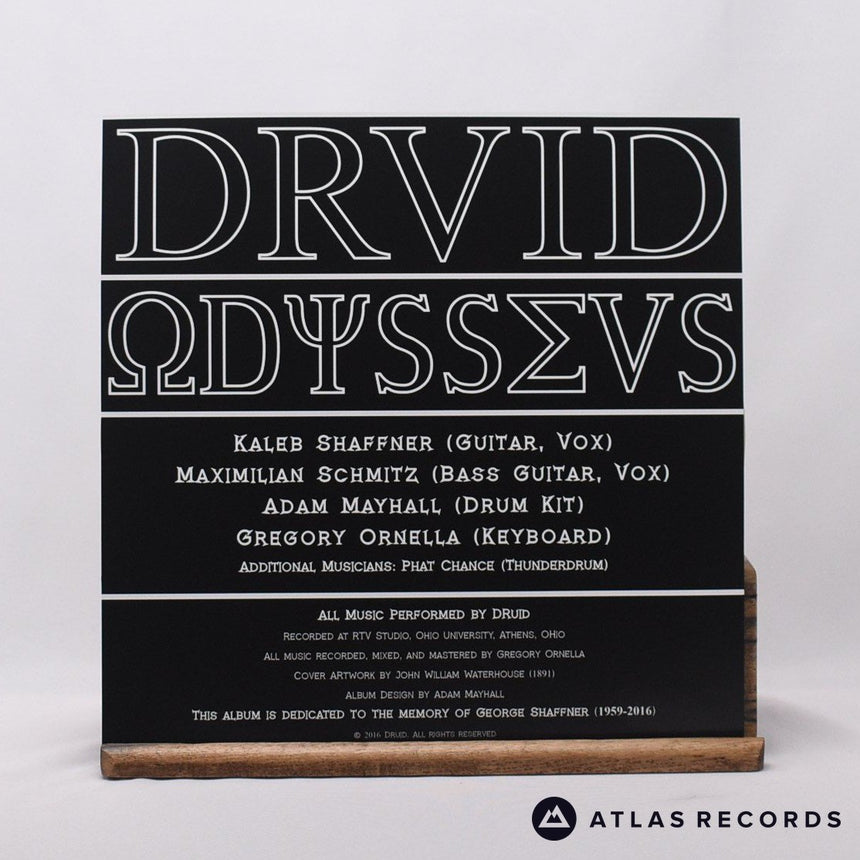 DRVID
ΩDΨSSΣVS
Kaleb Shaffner (Guitar, Vox)
Maximilian Schmitz (Bass Guitar, Vox)
Adam Mayhall (Drum Kit)
Gregory Ornella (Keyboard)
Additional Musicians: Phat Chance (Thunderdrum)
All Music Performed by DRuid
Recorded at RTV Studio, Ohio University, Athens, OHio
All music recorded, mixed, and mastered by Gregory Ornella
Cover ARtwork by John William Waterhouse (1891)
Album Design by Adam Mayhall
This album is dedicated to the memory of George Shaffner (1959-2016)
© 2016 Druid. All rights reserved
ATLAS RECORDS